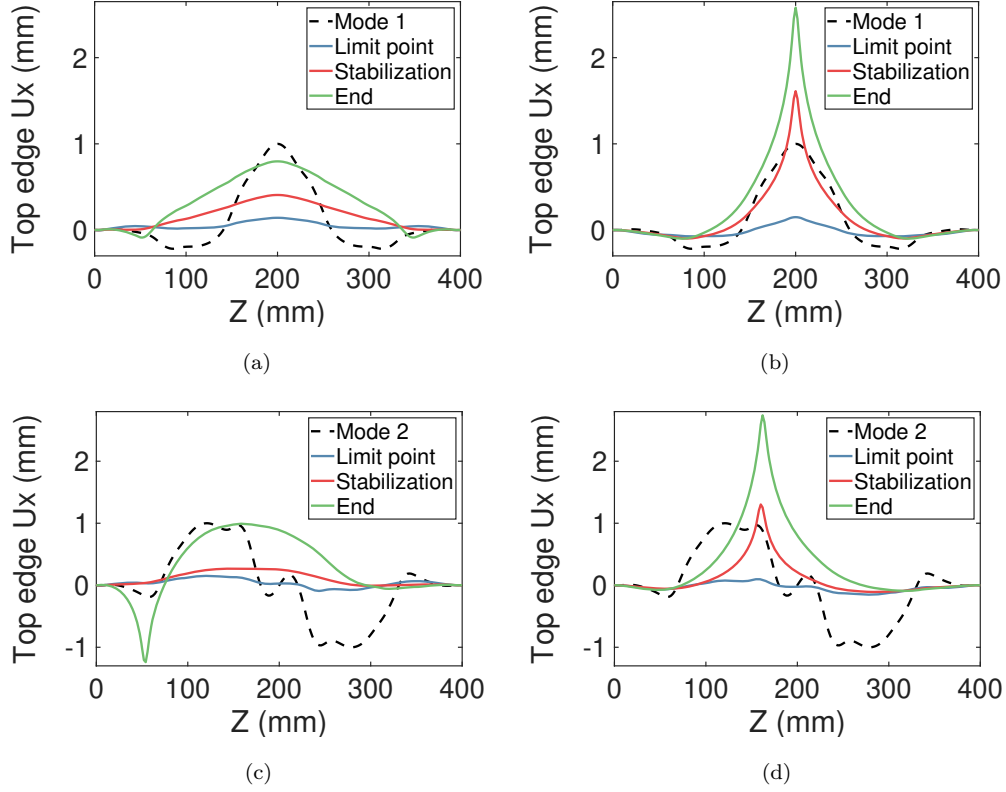 Top edge Ux (mm)
2
1
0
Mode 1
Limit point
Stabilization
End
0 100 200 300 400
Z (mm)
(a)
Top edge Ux (mm)
2
1
0
Mode 1
Limit point
Stabilization
End
0 100 200 300 400
Z (mm)
(b)
Top edge Ux (mm)
2
1
0
-1
Mode 2
Limit point
Stabilization
End
0 100 200 300 400
Z (mm)
(c)
Top edge Ux (mm)
2
1
0
-1
Mode 2
Limit point
Stabilization
End
0 100 200 300 400
Z (mm)
(d)